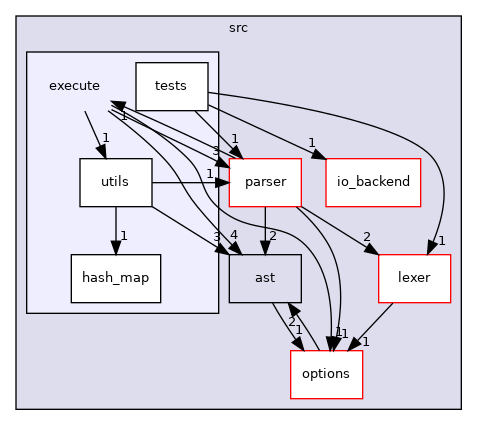 src
execute
tests
1
1
3
1
1
utils
1
parser
io_backend
1
3
4
2
2
1
hash_map
ast
lexer
2
1
1
1
1
options